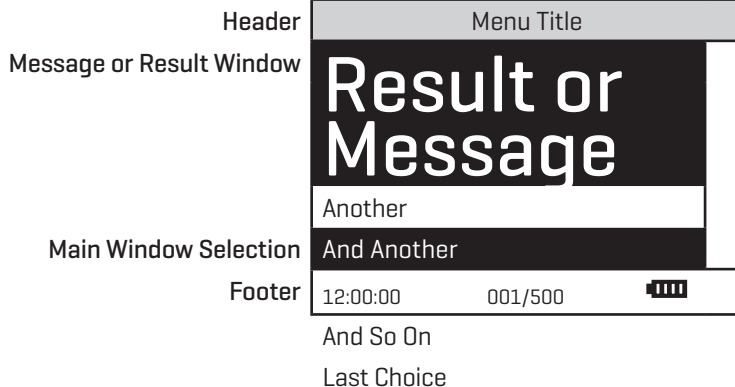 Header
Menu Title
Message or Result Window
Result or
Message
Another
Main Window Selection
And Another
Footer
12:00:00 001/500
And So On
Last Choice